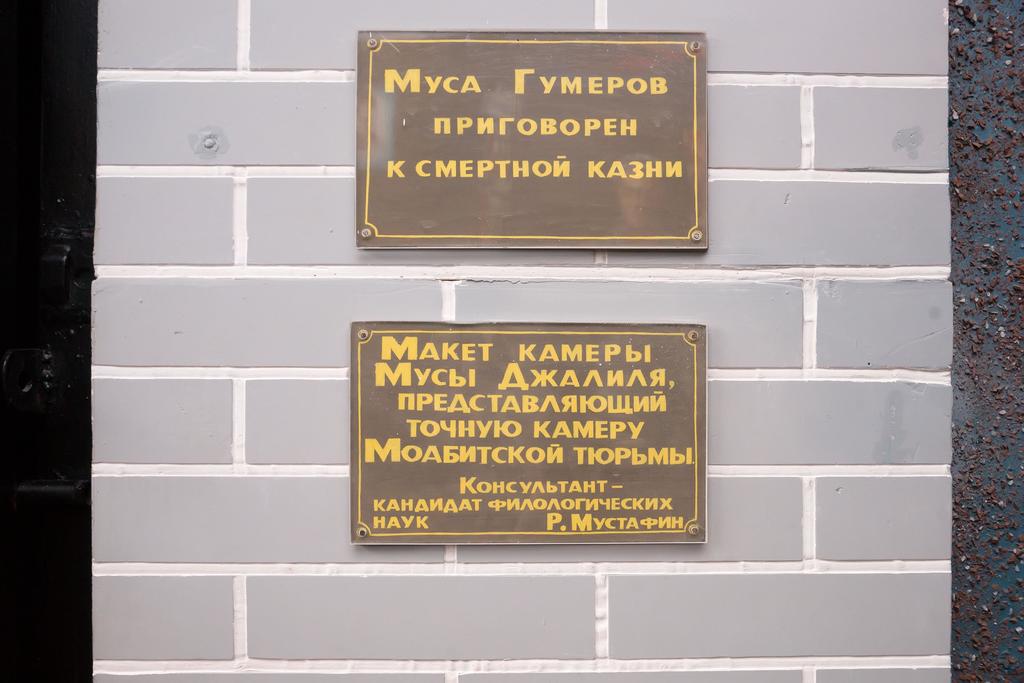 Муса Гумеров
приговорен
к смертной казни
Макет камеры
Мусы Джалиля,
представляющий
точную камеру
Моабитской тюрьмы.
Консультант –
кандидат филологических
наук Р. Мустафин